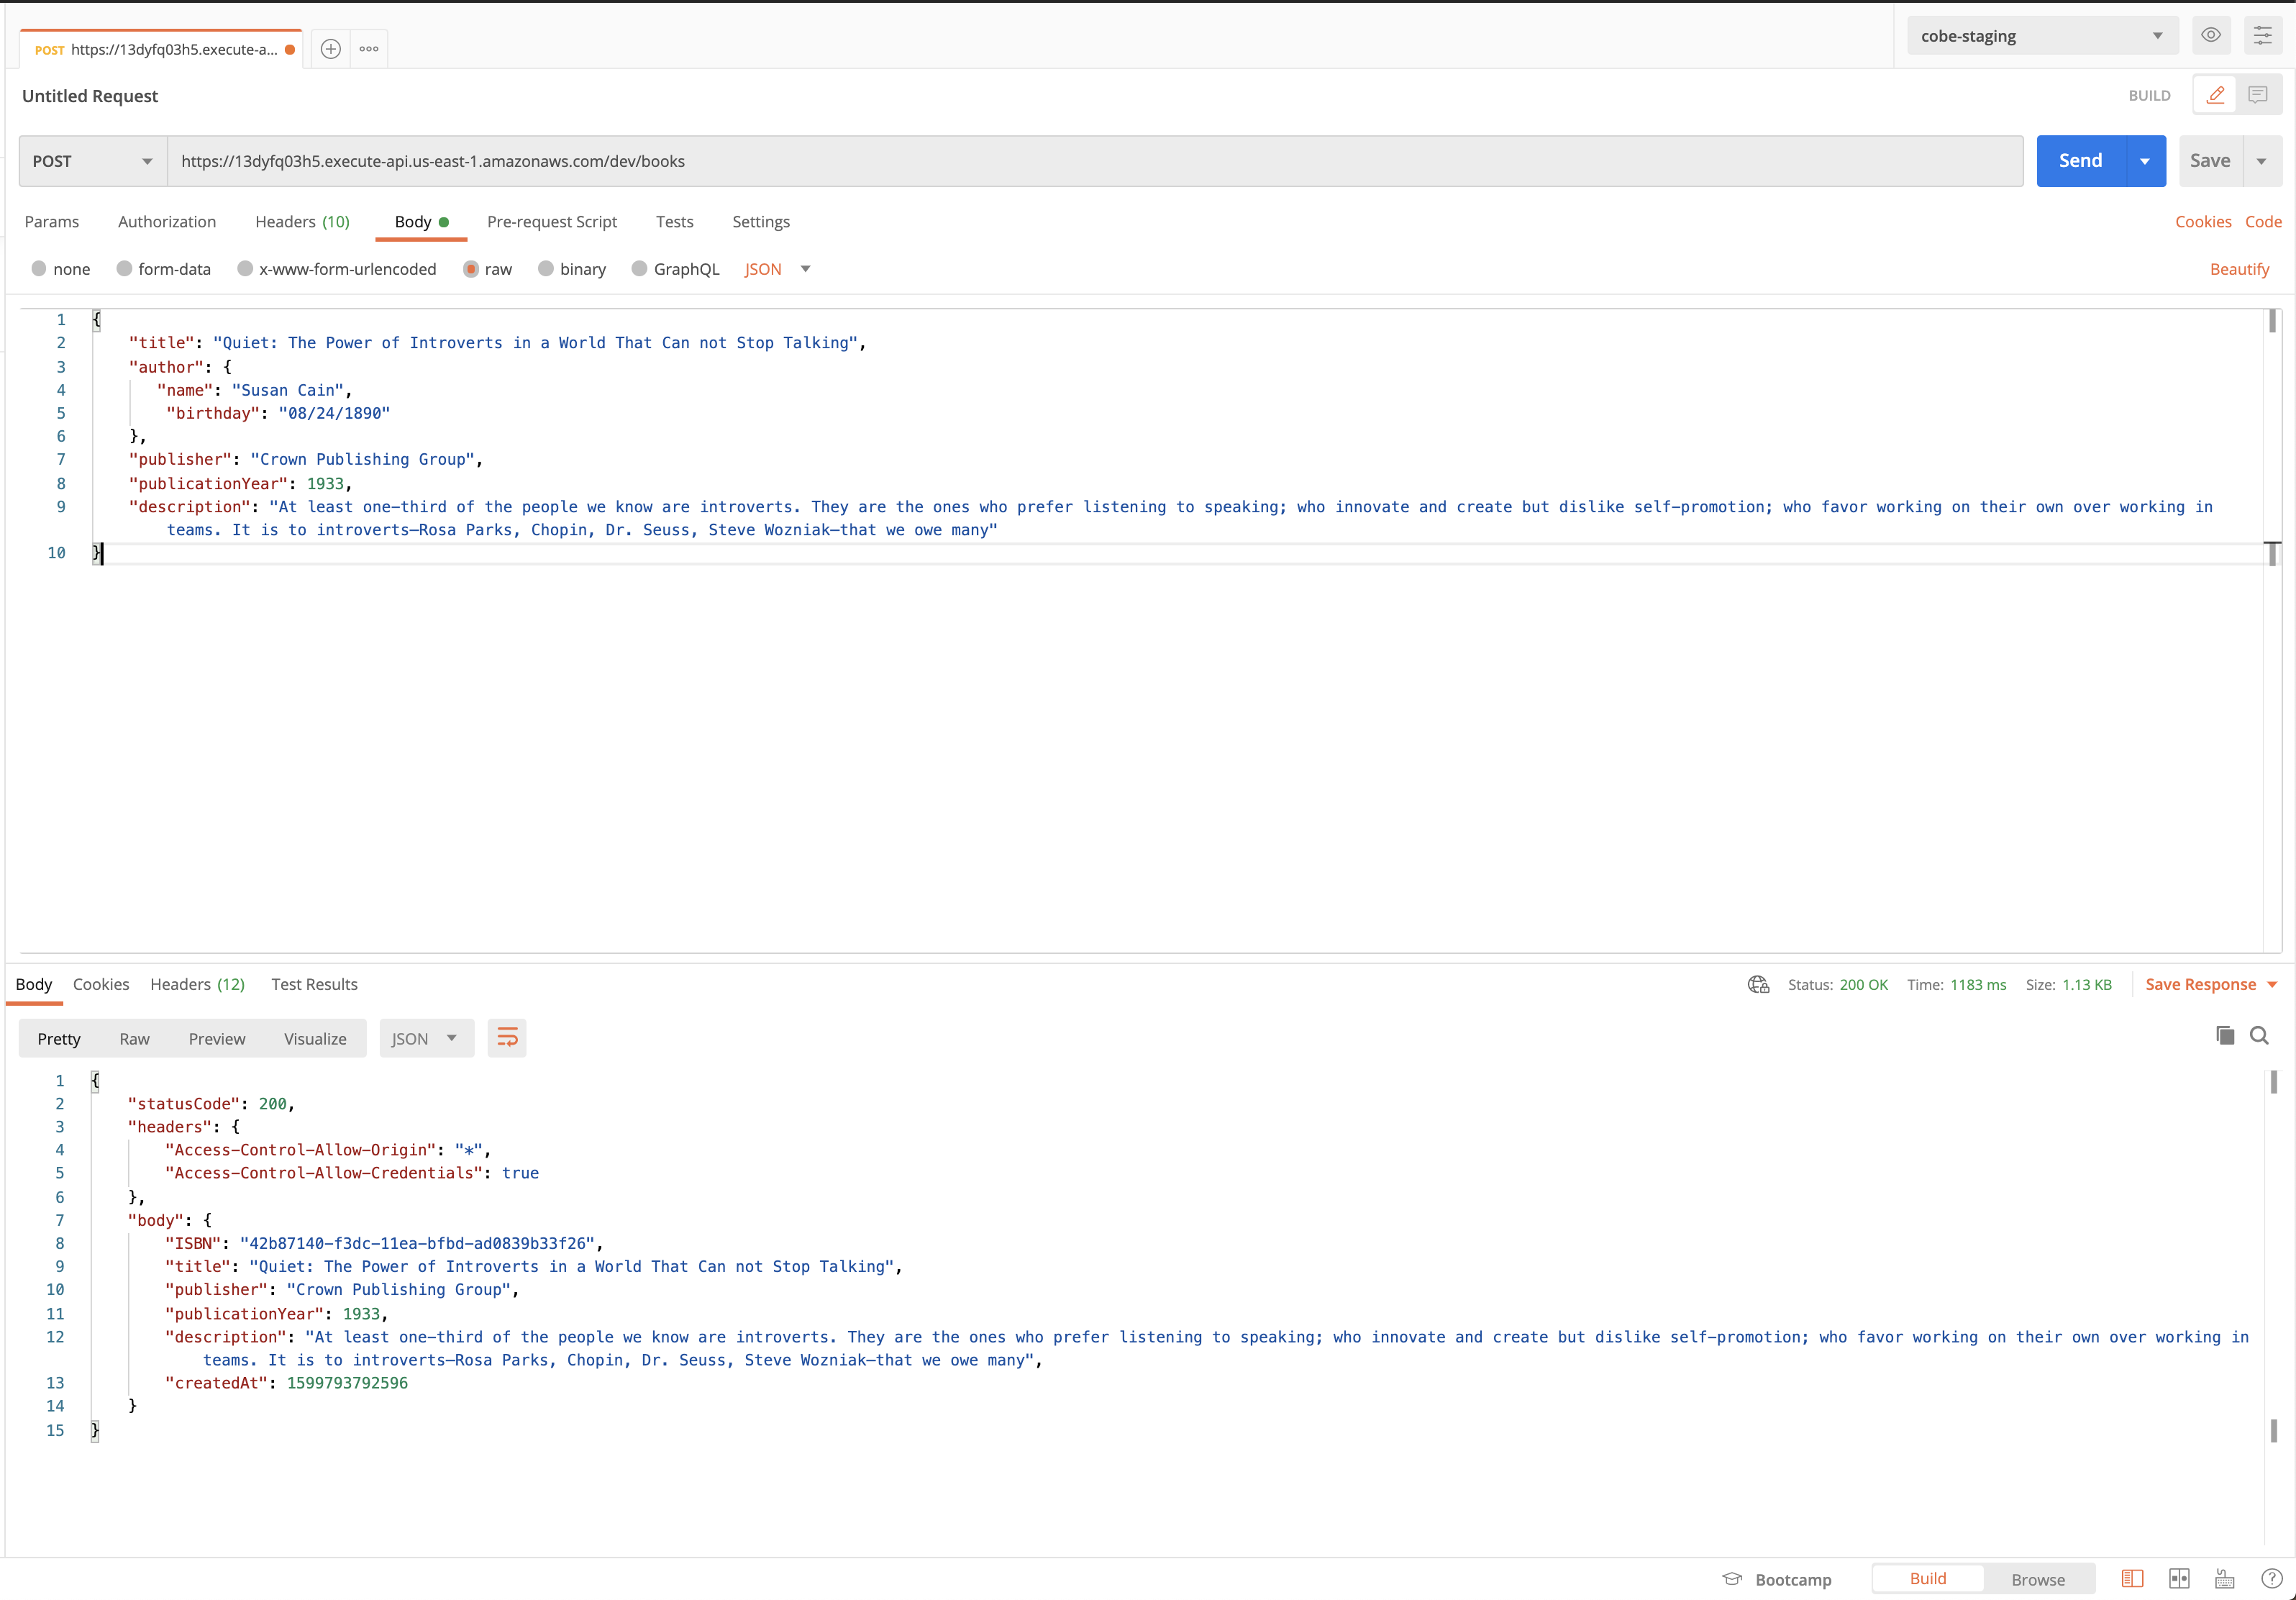 POST https://13dyfq03h5.execute-a...
cobe-staging
Untitled Request
BUILD
POST https://13dyfq03h5.execute-api.us-east-1.amazonaws.com/dev/books
Send
Save
Params Authorization Headers (10) Body Pre-request Script Tests Settings
Cookies Code
none form-data x-www-form-urlencoded raw binary GraphQL JSON
Beautify
1 {
2 "title": "Quiet: The Power of Introverts in a World That Can not Stop Talking",
3 "author": {
4 "name": "Susan Cain",
5 "birthday": "08/24/1890"
6 },
7 "publisher": "Crown Publishing Group",
8 "publicationYear": 1933,
9 "description": "At least one-third of the people we know are introverts. They are the ones who prefer listening to speaking; who innovate and create but dislike self-promotion; who favor working on their own over working in
teams. It is to introverts—Rosa Parks, Chopin, Dr. Seuss, Steve Wozniak—that we owe many"
10 }
Body Cookies Headers (12) Test Results
Status: 200 OK Time: 1183 ms Size: 1.13 KB Save Response
Pretty Raw Preview Visualize JSON
1 {
2 "statusCode": 200,
3 "headers": {
4 "Access-Control-Allow-Origin": "*",
5 "Access-Control-Allow-Credentials": true
6 },
7 "body": {
8 "ISBN": "42b87140-f3dc-11ea-bfbd-ad0839b33f26",
9 "title": "Quiet: The Power of Introverts in a World That Can not Stop Talking",
10 "publisher": "Crown Publishing Group",
11 "publicationYear": 1933,
12 "description": "At least one-third of the people we know are introverts. They are the ones who prefer listening to speaking; who innovate and create but dislike self-promotion; who favor working on their own over working in
teams. It is to introverts—Rosa Parks, Chopin, Dr. Seuss, Steve Wozniak—that we owe many",
13 "createdAt": 1599793792596
14 }
15 }
Bootcamp Build Browse